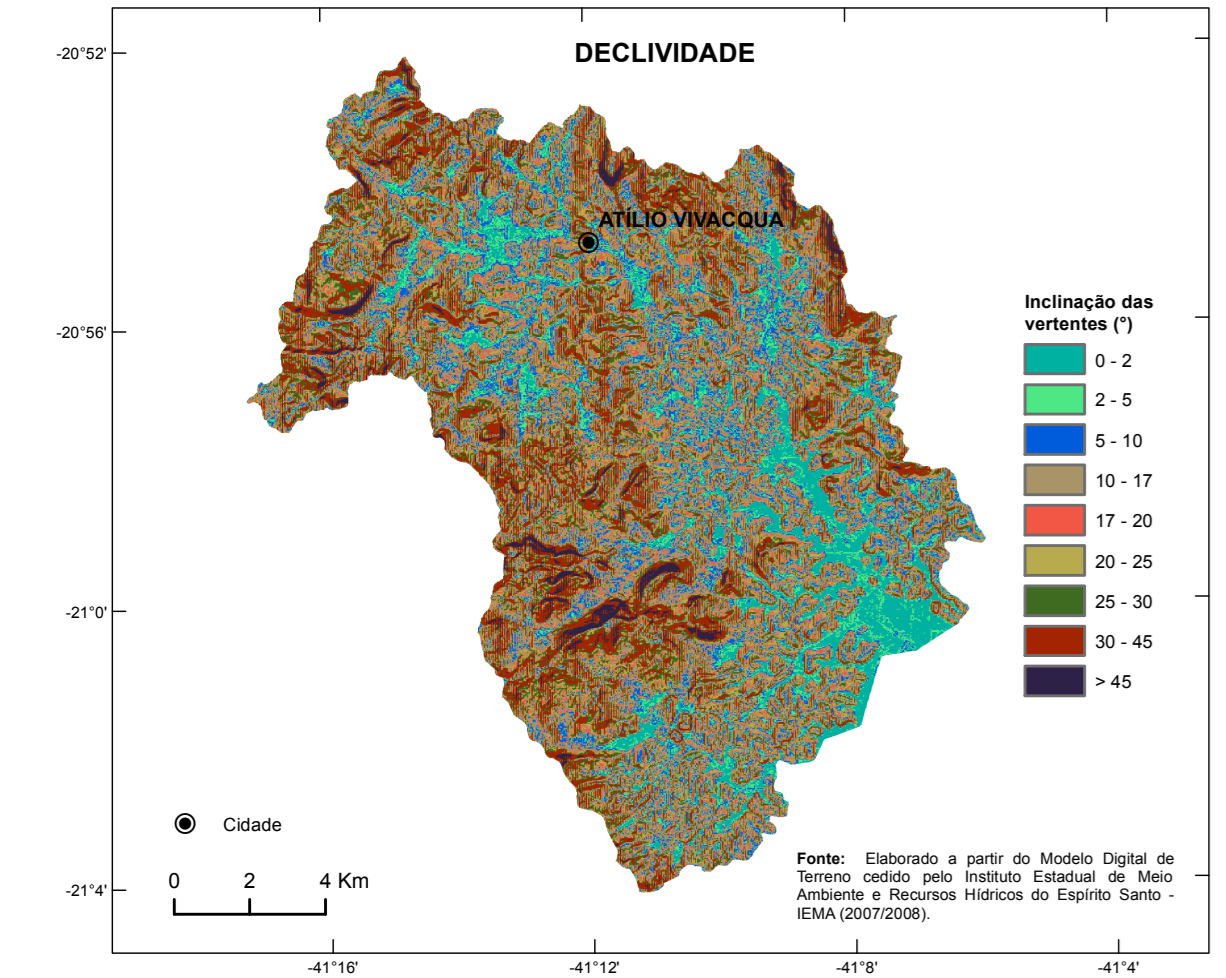 DECLIVIDADE
-20°52'
-20°56'
-21°0'
-21°4'
ATÍLIO VIVACQUA
Inclinação das
vertentes (°)
0 - 2
2 - 5
5 - 10
10 - 17
17 - 20
20 - 25
25 - 30
30 - 45
> 45
Cidade
0 2 4 Km
Fonte: Elaborado a partir do Modelo Digital de
Terreno cedido pelo Instituto Estadual de Meio
Ambiente e Recursos Hídricos do Espírito Santo -
IEMA (2007/2008).
-41°16' -41°12' -41°8' -41°4'